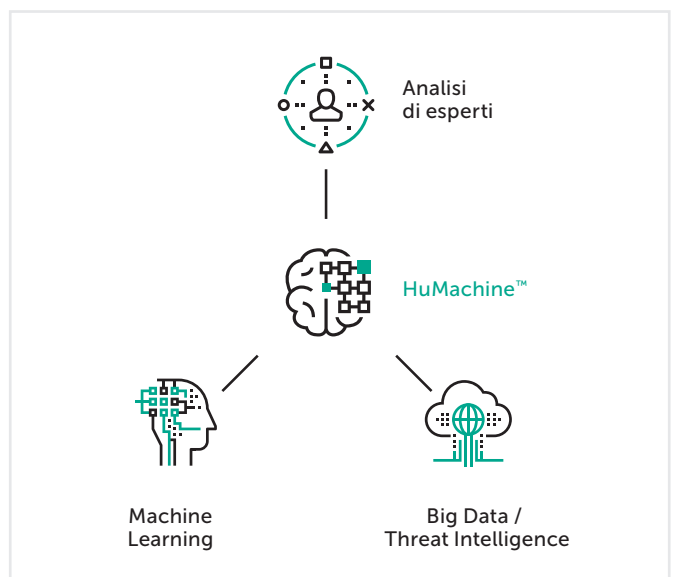 Analisi
di esperti
HuMachine™
Machine
Learning
Big Data /
Threat Intelligence